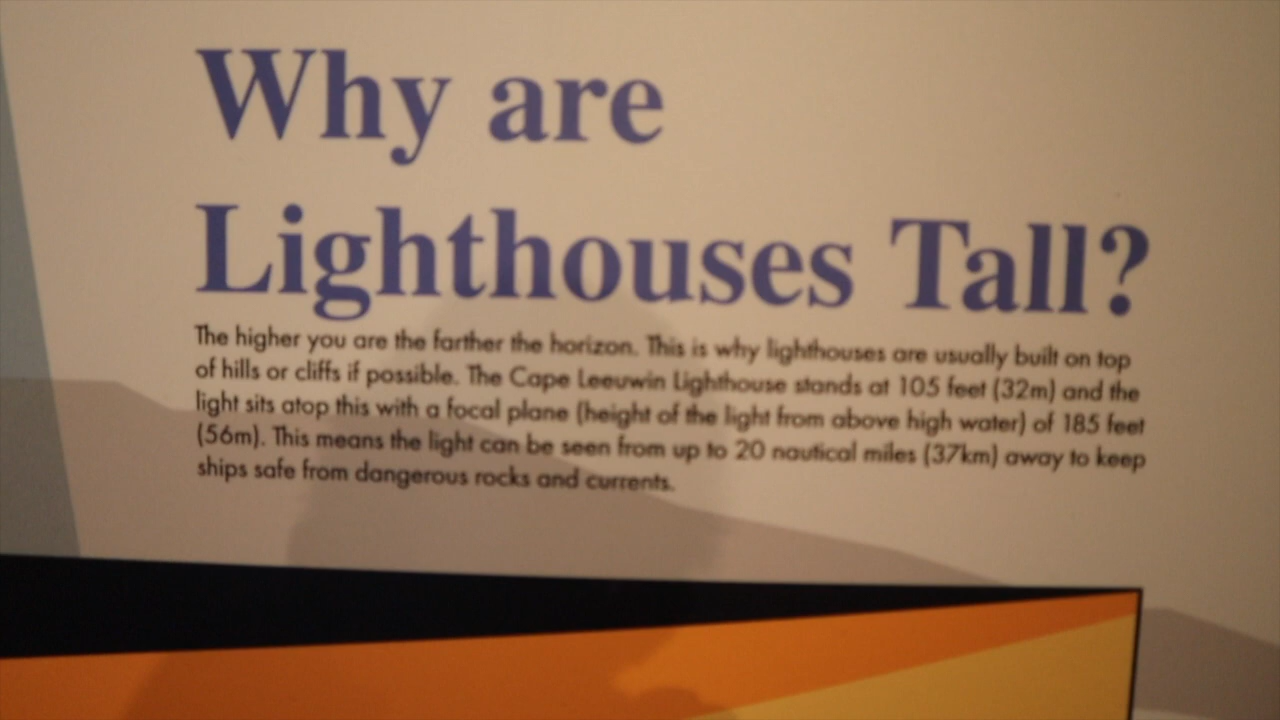 Why are
Lighthouses Tall?
The higher you are the farther the horizon. This is why lighthouses are usually built on top
of hills or cliffs if possible. The Cape Leeuwin Lighthouse stands at 105 feet (32m) and the
light sits atop this with a focal plane (height of the light from above high water) of 185 feet
(56m). This means the light can be seen from up to 20 nautical miles (37km) away to keep
ships safe from dangerous rocks and currents.